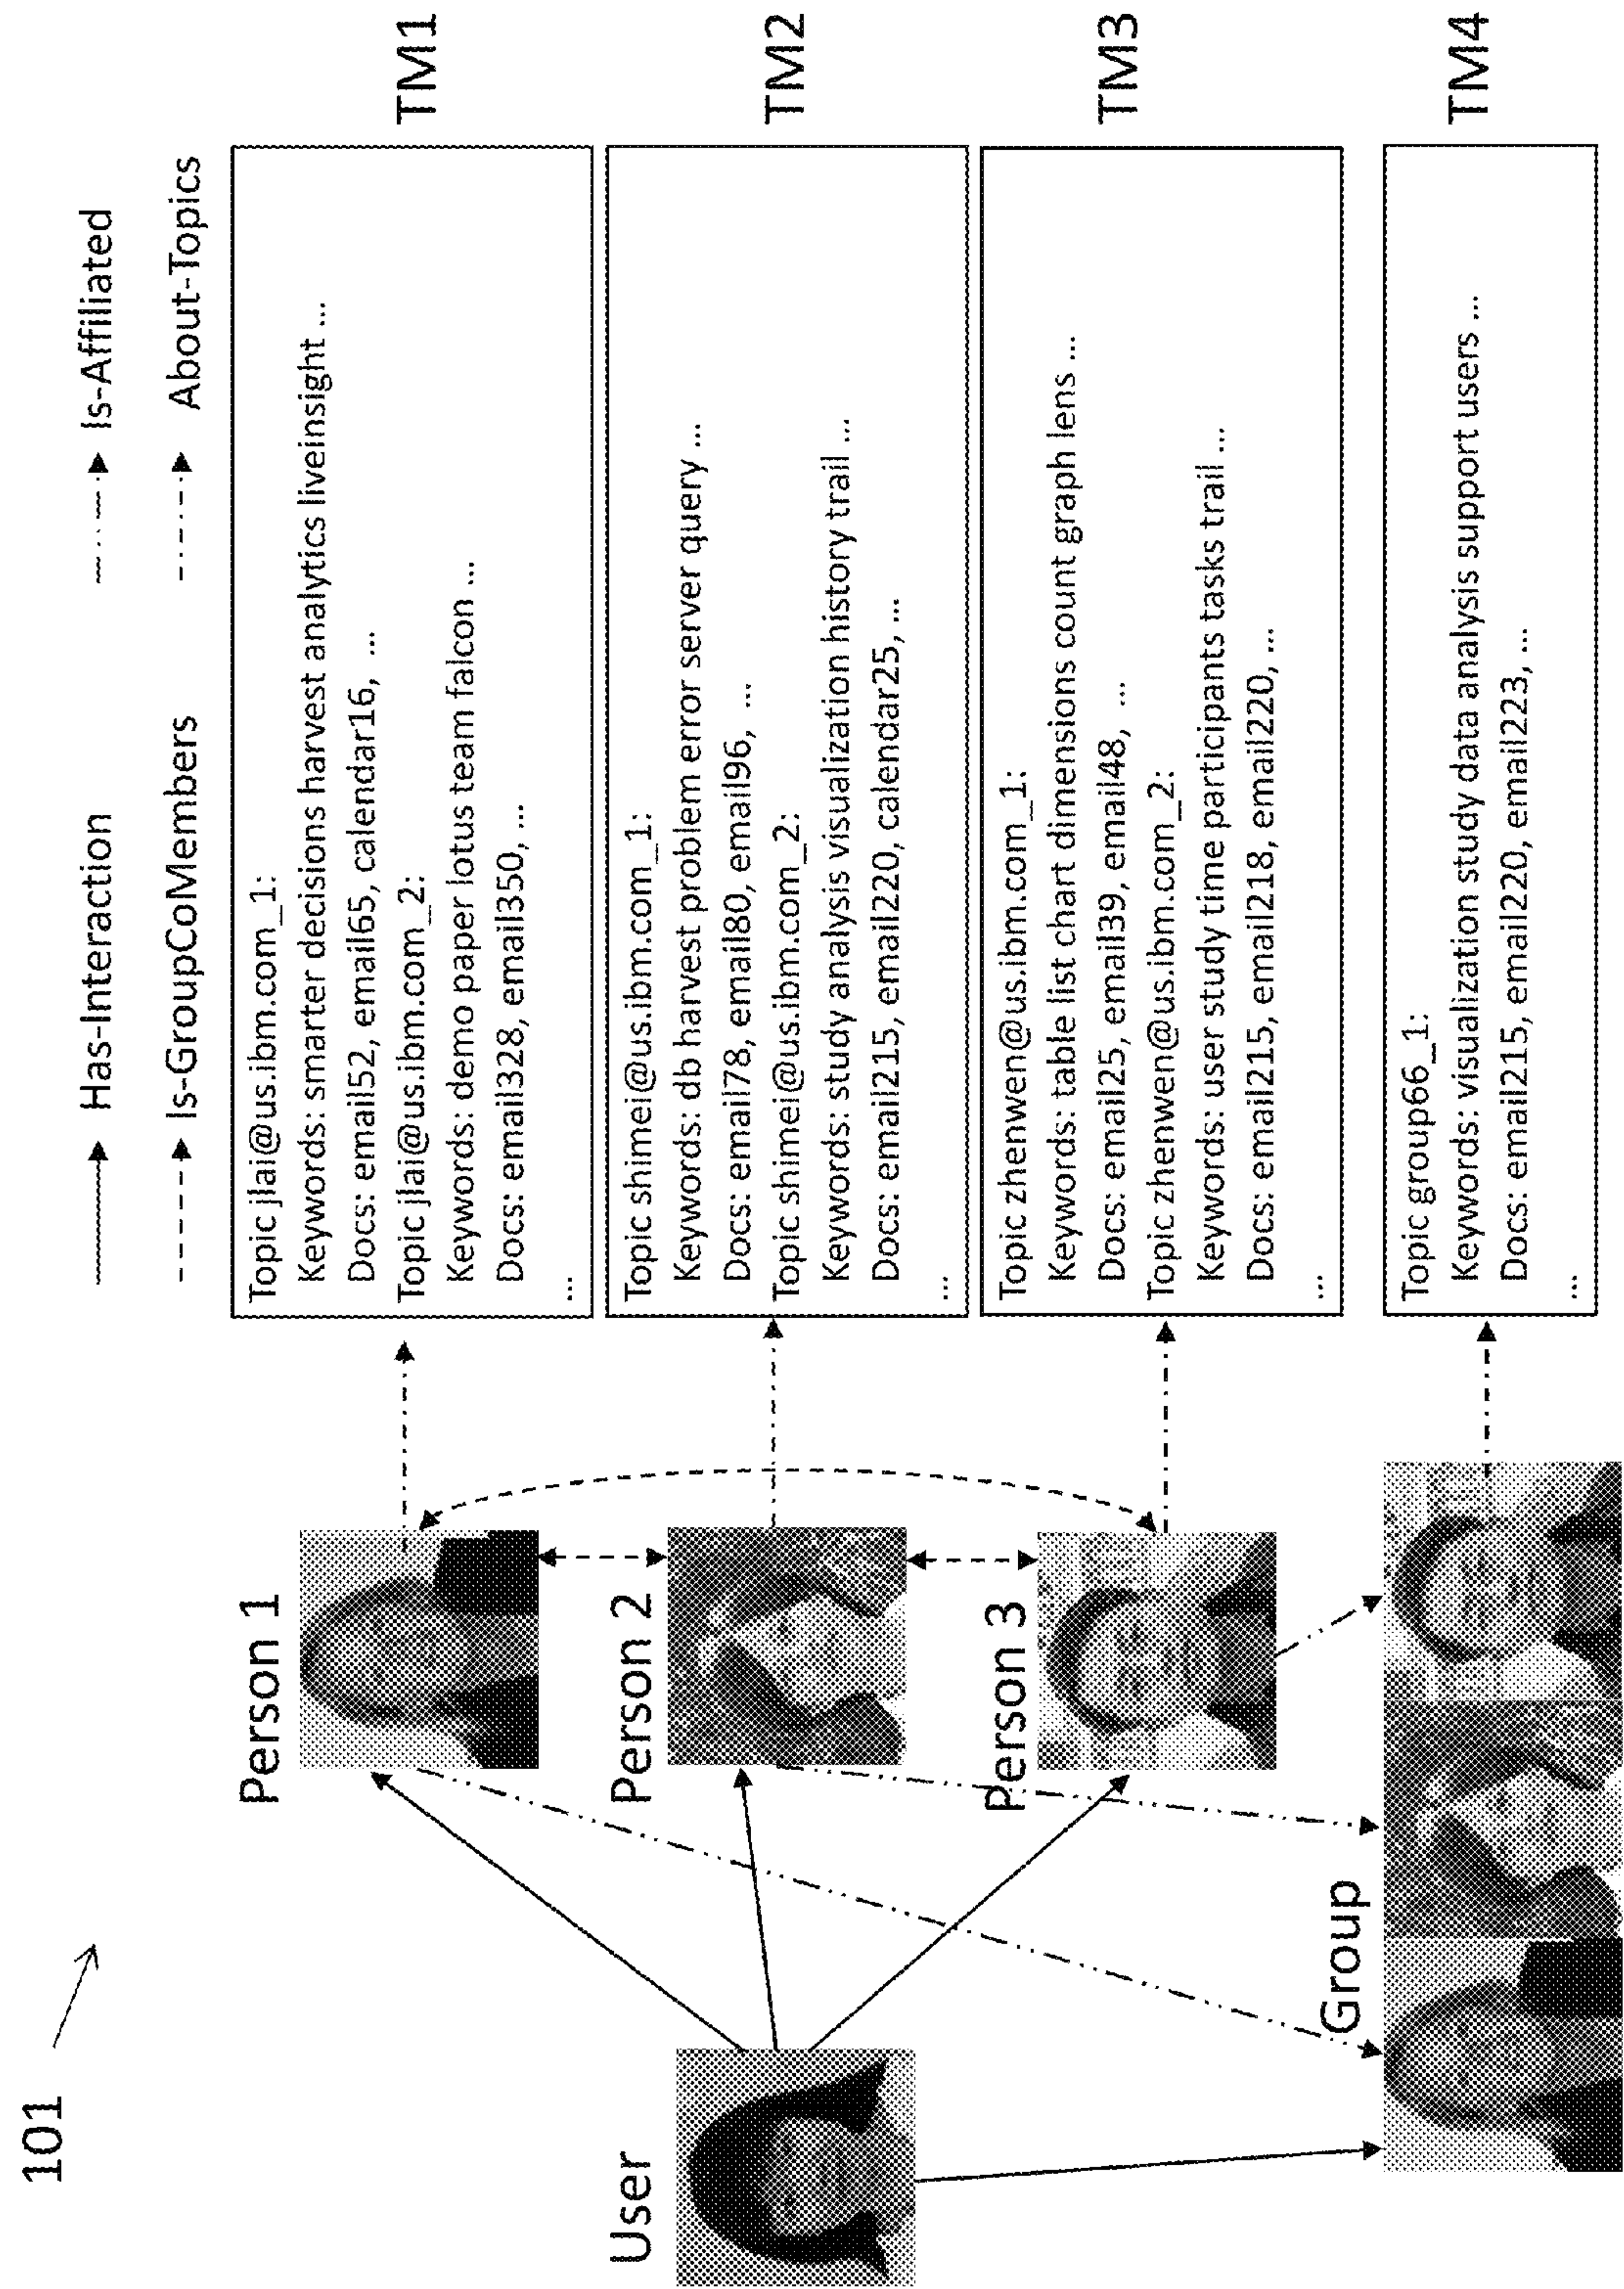 101
Has-Interaction
Is-Affiliated
Is-GroupCoMembers
About-Topics
User
Person 1
Person 2
Person 3
Group
Topic jlai@us.ibm.com_1:
Keywords: smarter decisions harvest analytics liveinsight ...
Docs: email52, email65, calendar16, ...
Topic jlai@us.ibm.com_2:
Keywords: demo paper lotus team falcon ...
Docs: email328, email350, ...
...
TM1
Topic shimei@us.ibm.com_1:
Keywords: db harvest problem error server query ...
Docs: email78, email80, email96, ...
Topic shimei@us.ibm.com_2:
Keywords: study analysis visualization history trail ...
Docs: email215, email220, calendar25, ...
...
TM2
Topic zhenwen@us.ibm.com_1:
Keywords: table list chart dimensions count graph lens ...
Docs: email25, email39, email48, ...
Topic zhenwen@us.ibm.com_2:
Keywords: user study time participants tasks trail ...
Docs: email215, email218, email220, ...
...
TM3
Topic group66_1:
Keywords: visualization study data analysis support users ...
Docs: email215, email220, email223, ...
...
TM4